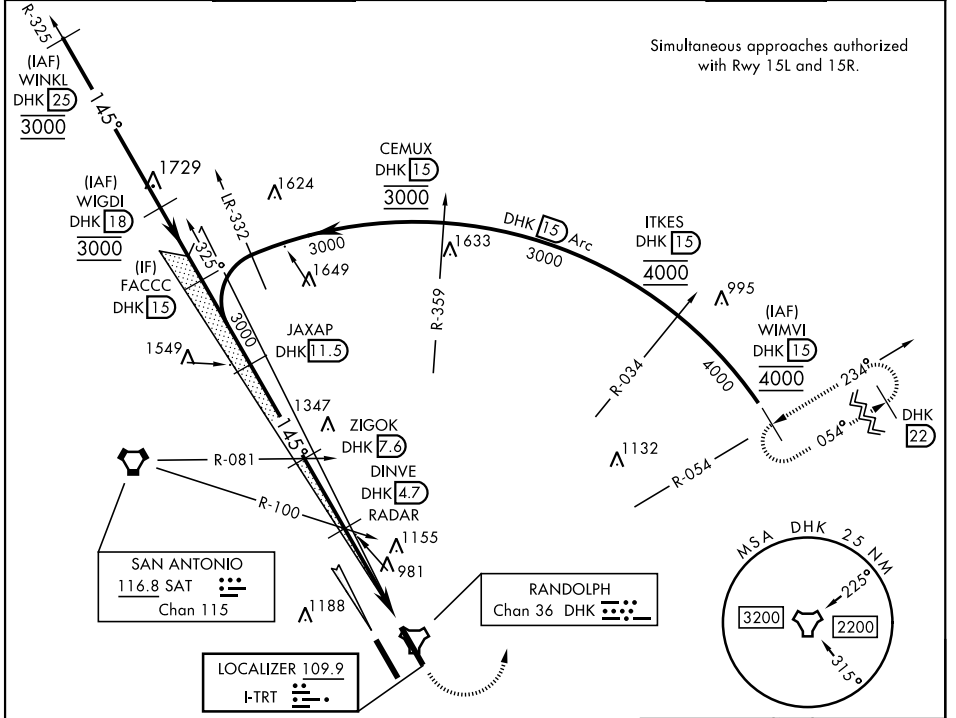 R-325
(IAF)
WINKL
DHK 25
3000
145°
Simultaneous approaches authorized
with Rwy 15L and 15R.
1729
(IAF)
WIGDI
DHK 18
3000
LR-332
1624
CEMUX
DHK 15
3000
DHK 15 Arc
3000
3000
1649
1633
R-359
ITKES
DHK 15
4000
995
(IAF)
WIMVI
DHK 15
4000
4000
R-034
325°
(IF)
FACCC
DHK 15
3000
JAXAP
DHK 11.5
1549
1347
145°
ZIGOK
DHK 7.6
R-081
DINVE
DHK 4.7
RADAR
R-100
1155
981
1188
1132
R-054
234°
054°
DHK
22
SAN ANTONIO
116.8 SAT
Chan 115
RANDOLPH
Chan 36 DHK
LOCALIZER 109.9
I-TRT
MSA DHK 25 NM
225°
3200
2200
315°